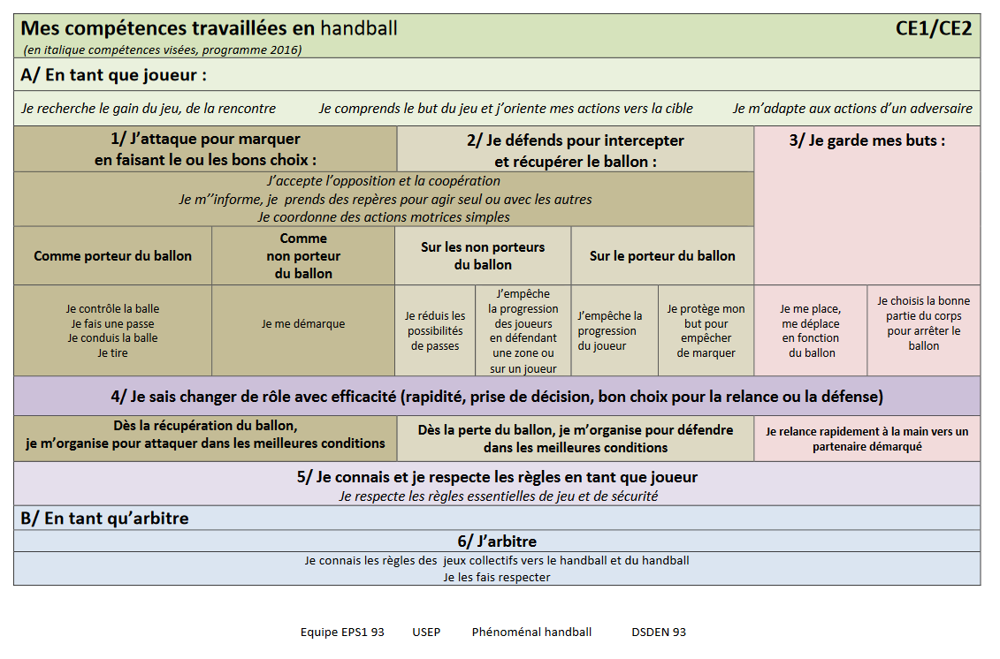 Mes compétences travaillées en handball CE1/CE2
(en italique compétences visées, programme 2016)
A/ En tant que joueur :
Je recherche le gain du jeu, de la rencontre Je comprends le but du jeu et j’oriente mes actions vers la cible Je m’adapte aux actions d’un adversaire
1/ J’attaque pour marquer
en faisant le ou les bons choix :
2/ Je défends pour intercepter
et récupérer le ballon :
3/ Je garde mes buts :
J’accepte l’opposition et la coopération
Je m’’informe, je prends des repères pour agir seul ou avec les autres
Je coordonne des actions motrices simples
Comme porteur du ballon
Comme
non porteur
du ballon
Sur les non porteurs
du ballon
Sur le porteur du ballon
Je contrôle la balle
Je fais une passe
Je conduis la balle
Je tire
Je me démarque
Je réduis les
possibilités
de passes
J’empêche
la progression
des joueurs
en défendant
une zone ou
sur un joueur
J’empêche la
progression
du joueur
Je protège mon
but pour
empêcher
de marquer
Je me place,
me déplace
en fonction
du ballon
Je choisis la bonne
partie du corps
pour arrêter le
ballon
4/ Je sais changer de rôle avec efficacité (rapidité, prise de décision, bon choix pour la relance ou la défense)
Dès la récupération du ballon,
je m’organise pour attaquer dans les meilleures conditions
Dès la perte du ballon, je m’organise pour défendre
dans les meilleures conditions
Je relance rapidement à la main vers un
partenaire démarqué
5/ Je connais et je respecte les règles en tant que joueur
Je respecte les règles essentielles de jeu et de sécurité
B/ En tant qu’arbitre
6/ J’arbitre
Je connais les règles des jeux collectifs vers le handball et du handball
Je les fais respecter
Equipe EPS1 93 USEP Phénoménal handball DSDEN 93